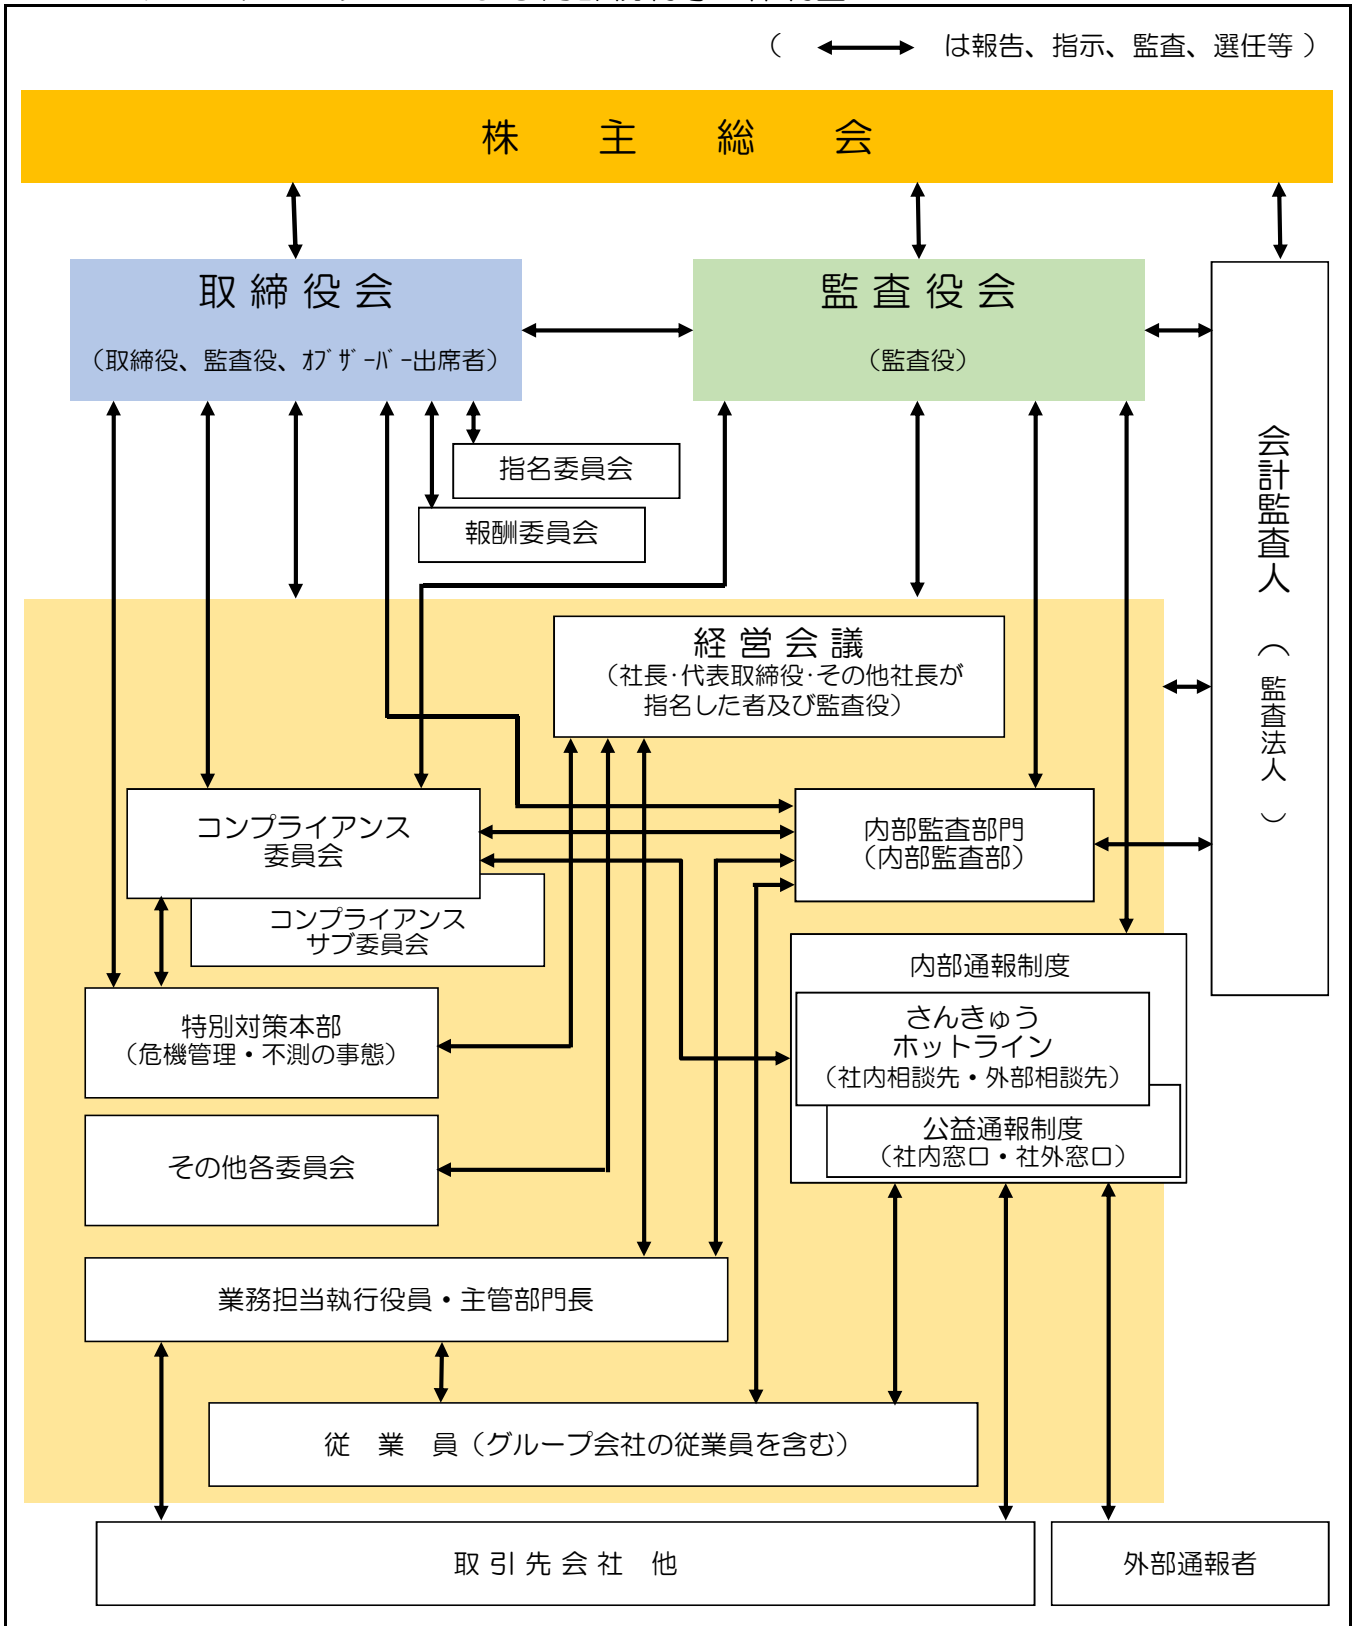 ( は報告、指示、監査、選任等 )
株 主 総 会
取 締 役 会
(取締役、監査役、ｵﾌﾞｻﾞｰﾊﾞｰ出席者)
監 査 役 会
(監査役)
会計監査人 (監査法人)
指名委員会
報酬委員会
経 営 会 議
(社長･代表取締役･その他社長が
指名した者及び監査役)
コンプライアンス
委員会
コンプライアンス
サブ委員会
内部監査部門
(内部監査部)
内部通報制度
さんきゅう
ホットライン
(社内相談先・外部相談先)
公益通報制度
(社内窓口・社外窓口)
特別対策本部
(危機管理・不測の事態)
その他各委員会
業務担当執行役員・主管部門長
従 業 員 (グループ会社の従業員を含む)
取 引 先 会 社 他
外部通報者